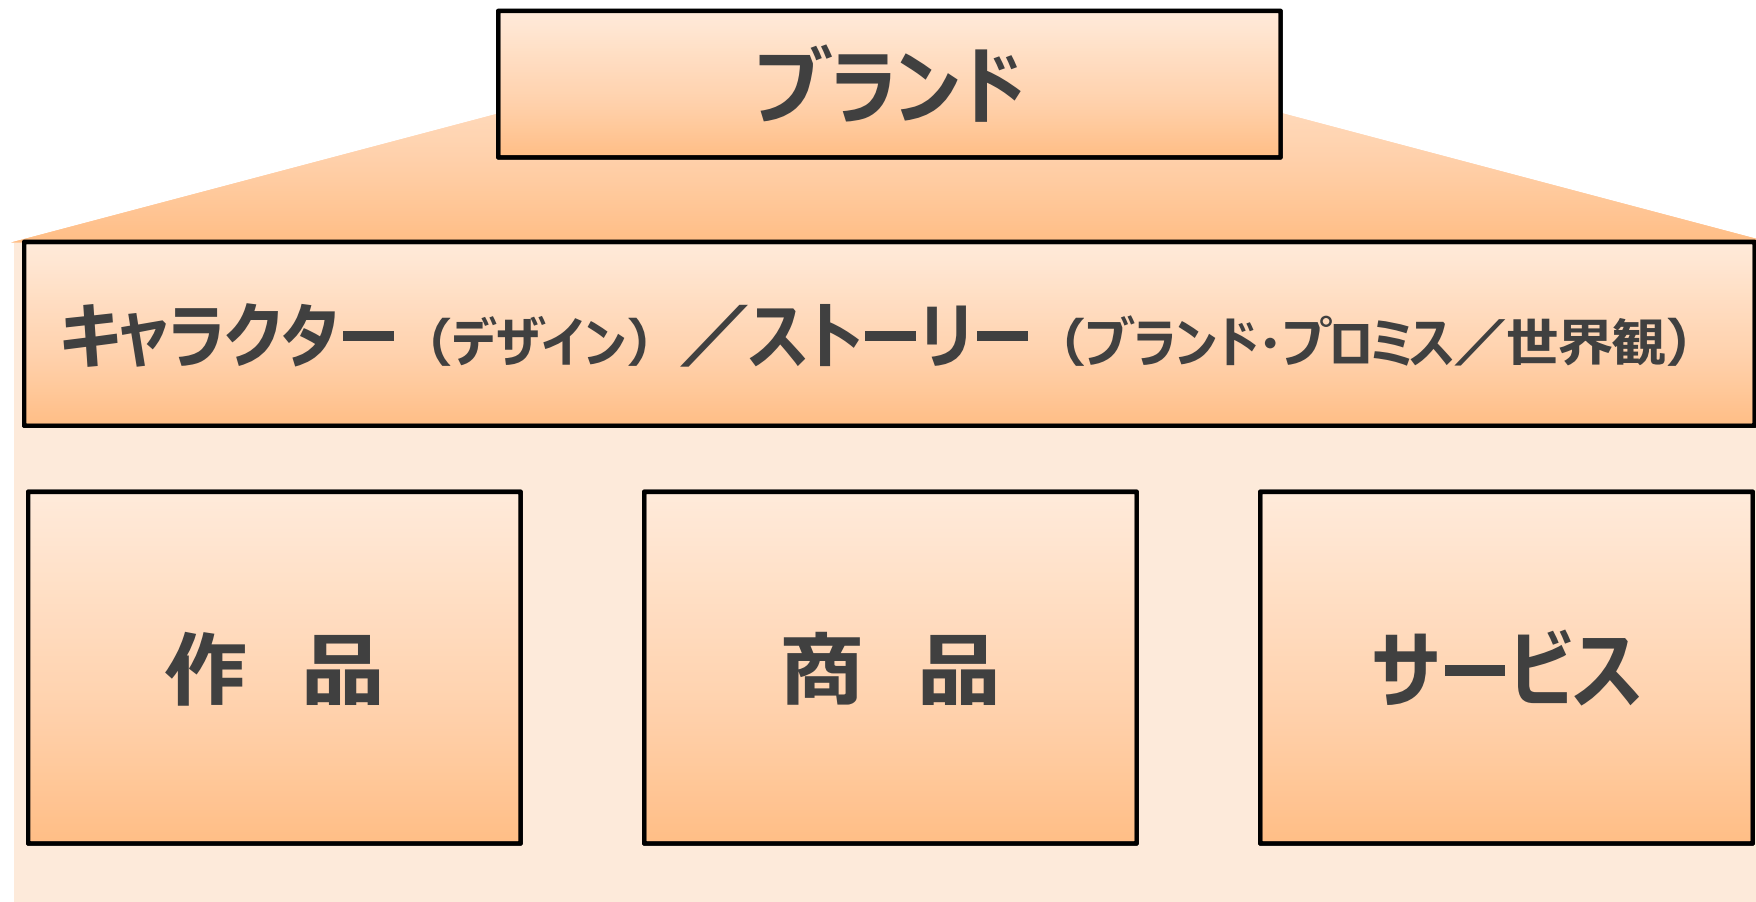 ブランド
キャラクター（デザイン）／ストーリー（ブランド・プロミス／世界観）
作　品
商　品
サービス